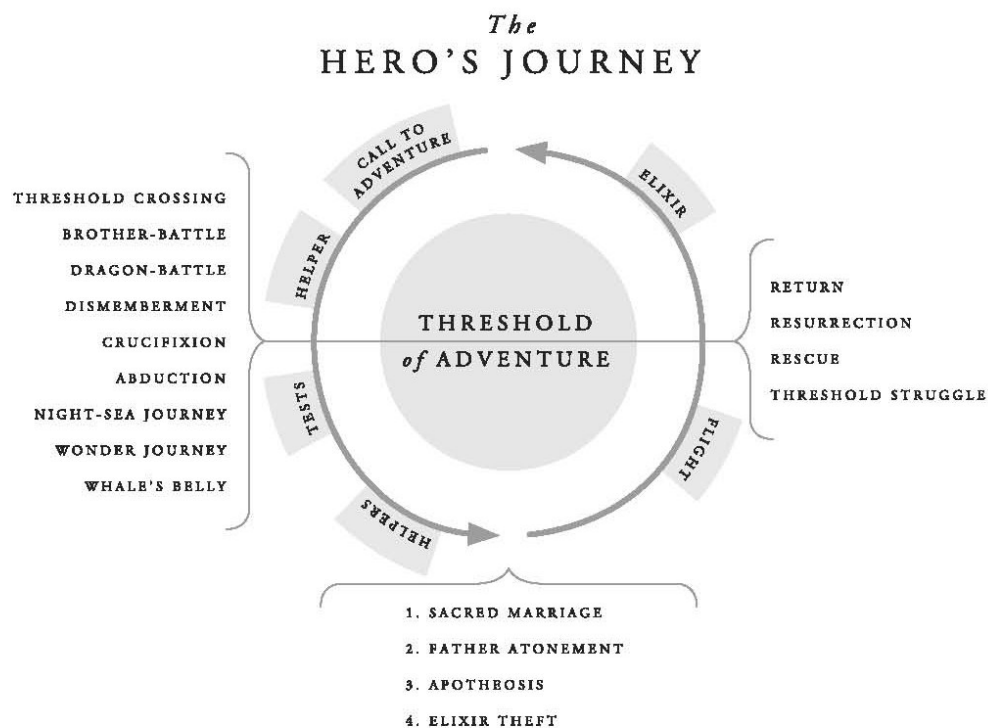 The
HERO'S JOURNEY
CALL TO
ADVENTURE
HELPER
TESTS
HELPERS
THRESHOLD CROSSING
BROTHER-BATTLE
DRAGON-BATTLE
DISMEMBERMENT
CRUCIFIXION
ABDUCTION
NIGHT-SEA JOURNEY
WONDER JOURNEY
WHALE'S BELLY
THRESHOLD
of ADVENTURE
ELIXIR
FLIGHT
RETURN
RESURRECTION
RESCUE
THRESHOLD STRUGGLE
1. SACRED MARRIAGE
2. FATHER ATONEMENT
3. APOTHEOSIS
4. ELIXIR THEFT